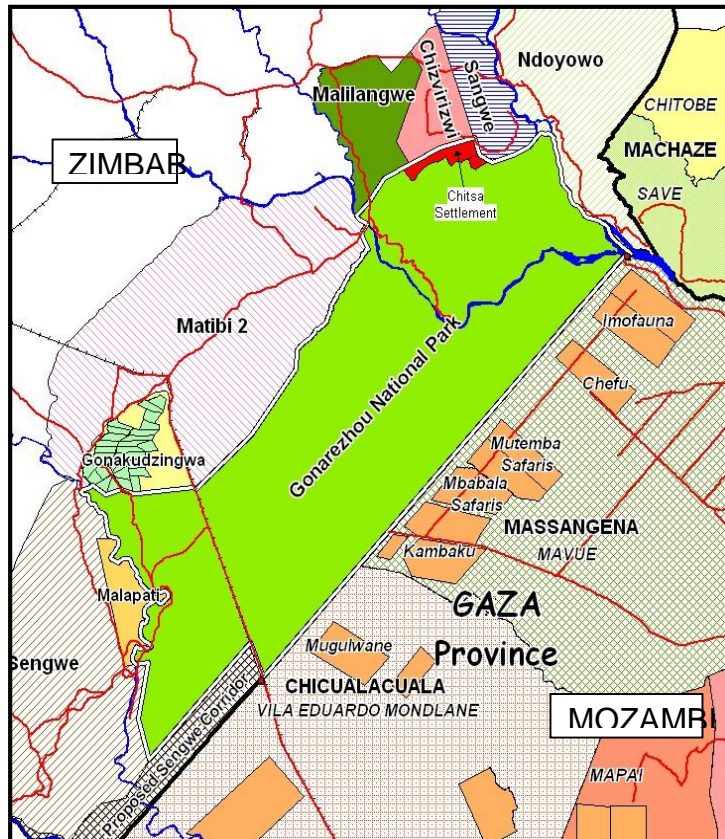 Ndoyowo
Chizvirizwi
Sangwe
Malilangwe
CHITOBE
MACHAZE
ZIMBAB
SAVE
Chitsa
Settlement
Imofauna
Matibi 2
Gonarezhou National Park
Chefu
Mutemba
Safaris
Gonakudzingwa
Mbabala
Safaris
MASSANGENA
MAVUE
Kambaku
Malapati
GAZA
Province
Mugulwane
Sengwe
CHICUALACUALA
VILA EDUARDO MONDLANE
MOZAMBI
Proposed Sengwe Corridor
MAPAI